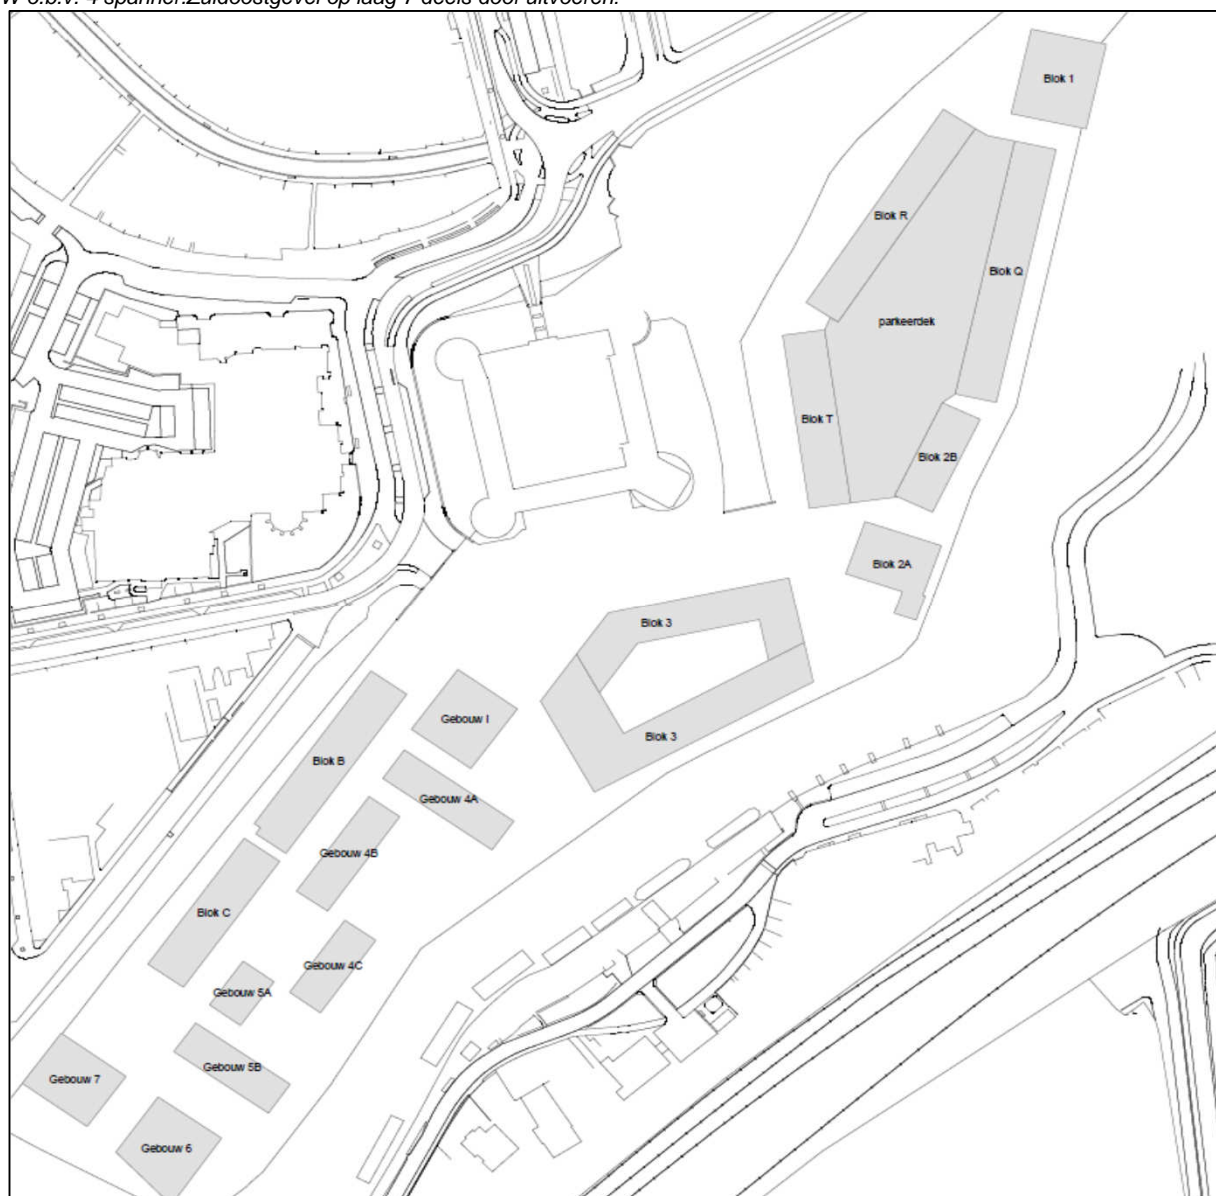 o.b.v. 4 spanner.Zuidoostgevel op laag 7 deels door uitvoeren.
Blok 1
Blok R
Blok Q
parkeerdek
Blok T
Blok 2B
Blok 2A
Blok 3
Gebouw I
Blok 3
Blok B
Gebouw 4A
Gebouw 4B
Blok C
Gebouw 4C
Gebouw 5A
Gebouw 5B
Gebouw 7
Gebouw 6